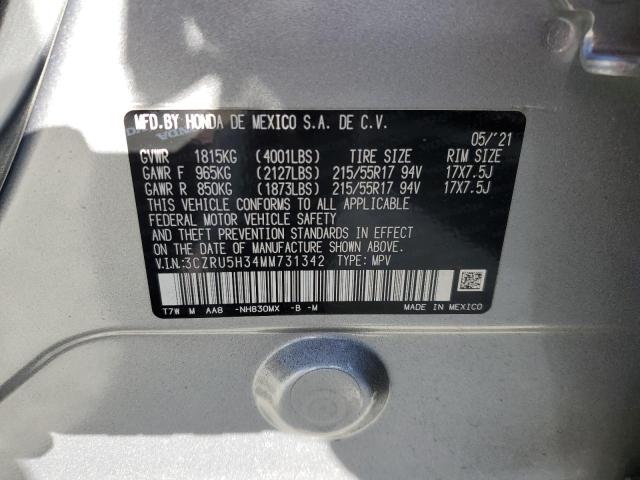 MFD.BY HONDA DE MEXICO S.A. DE C.V.
05/'21
GVWR 1815KG (4001LBS) TIRE SIZE RIM SIZE
GAWR F 965KG (2127LBS) 215/55R17 94V 17X7.5J
GAWR R 850KG (1873LBS) 215/55R17 94V 17X7.5J
THIS VEHICLE CONFORMS TO ALL APPLICABLE
FEDERAL MOTOR VEHICLE SAFETY
AND THEFT PREVENTION STANDARDS IN EFFECT
ON THE DATE OF MANUFACTURE SHOWN ABOVE.
V.I.N.:3CZRU5H34MM731342 TYPE: MPV
T7W M AA8 -NH830MX -B -M MADE IN MEXICO